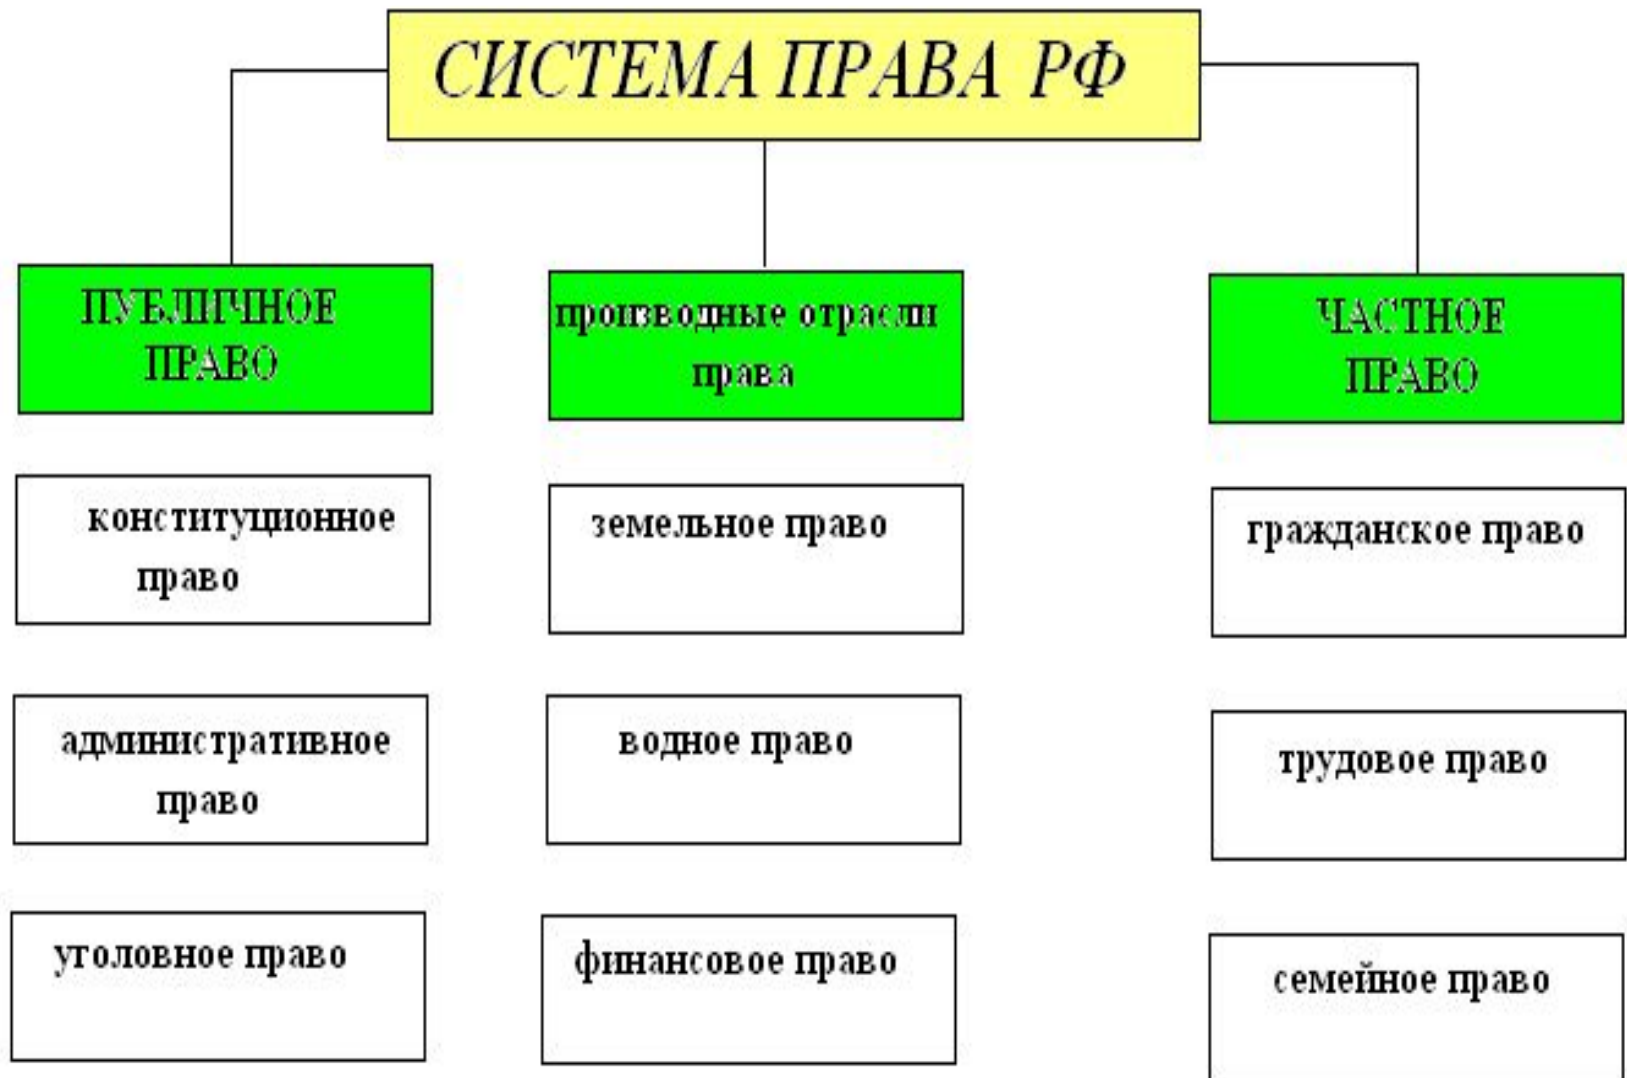 СИСТЕМА ПРАВА РФ
ПУБЛИЧНОЕ
ПРАВО
производные отрасли
права
ЧАСТНОЕ
ПРАВО
конституционное
право
земельное право
гражданское право
административное
право
водное право
трудовое право
уголовное право
финансовое право
семейное право